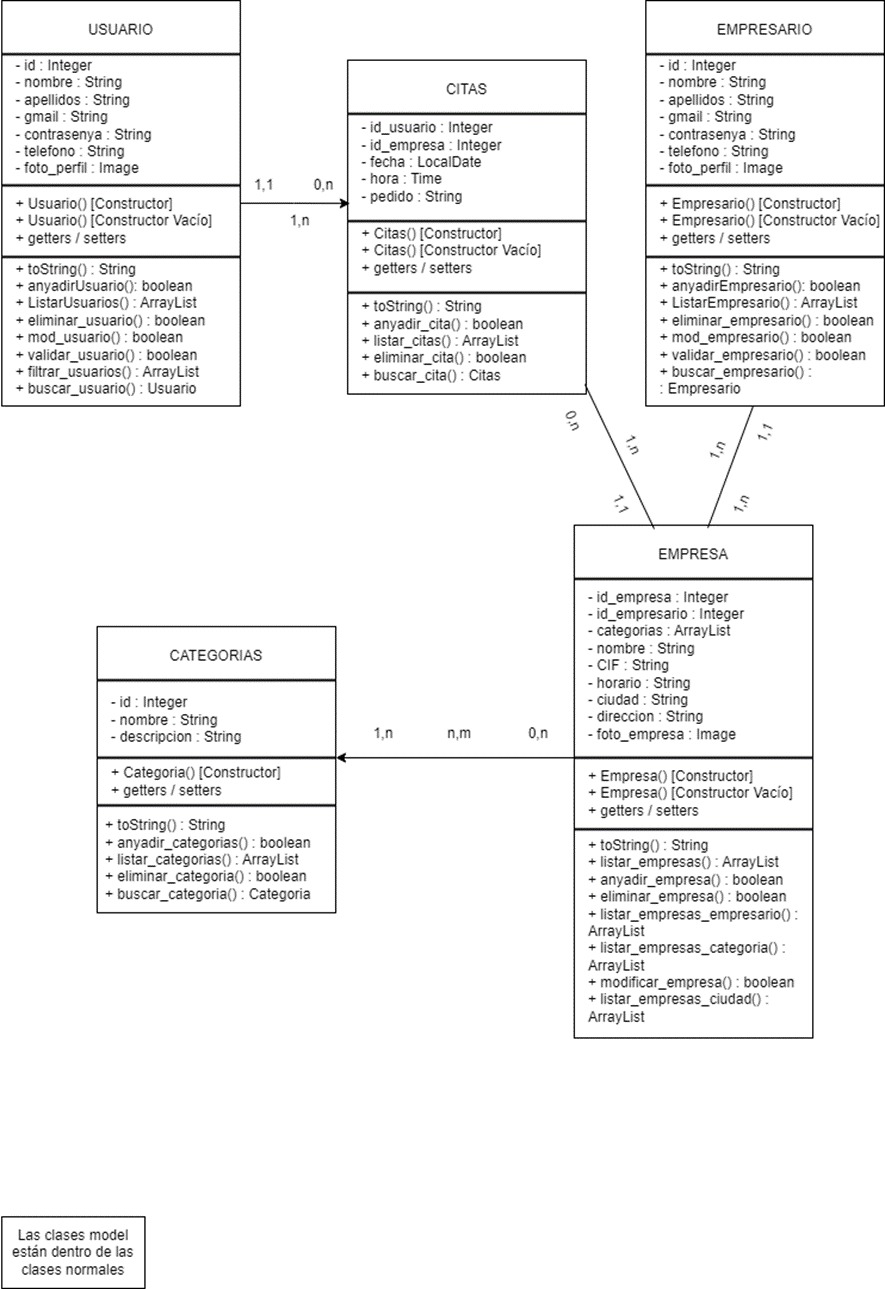 USUARIO
- id : Integer
- nombre : String
- apellidos : String
- gmail : String
- contrasenya : String
- telefono : String
- foto_perfil : Image
+ Usuario() [Constructor]
+ Usuario() [Constructor Vacío]
+ getters / setters
+ toString() : String
+ anyadirUsuario(): boolean
+ ListarUsuarios() : ArrayList
+ eliminar_usuario() : boolean
+ mod_usuario() : boolean
+ validar_usuario() : boolean
+ filtrar_usuarios() : ArrayList
+ buscar_usuario() : Usuario
1,1
0,n
1,n
CITAS
- id_usuario : Integer
- id_empresa : Integer
- fecha : LocalDate
- hora : Time
- pedido : String
+ Citas() [Constructor]
+ Citas() [Constructor Vacío]
+ getters / setters
+ toString() : String
+ anyadir_cita() : boolean
+ listar_citas() : ArrayList
+ eliminar_cita() : boolean
+ buscar_cita() : Citas
EMPRESARIO
- id : Integer
- nombre : String
- apellidos : String
- gmail : String
- contrasenya : String
- telefono : String
- foto_perfil : Image
+ Empresario() [Constructor]
+ Empresario() [Constructor Vacío]
+ getters / setters
+ toString() : String
+ anyadirEmpresario(): boolean
+ ListarEmpresario() : ArrayList
+ eliminar_empresario() : boolean
+ mod_empresario() : boolean
+ validar_empresario() : boolean
+ buscar_empresario() :
: Empresario
0,n
1,n
1,1
1,1
1,n
1,n
EMPRESA
- id_empresa : Integer
- id_empresario : Integer
- categorias : ArrayList
- nombre : String
- CIF : String
- horario : String
- ciudad : String
- direccion : String
- foto_empresa : Image
+ Empresa() [Constructor]
+ Empresa() [Constructor Vacío]
+ getters / setters
+ toString() : String
+ listar_empresas() : ArrayList
+ anyadir_empresa() : boolean
+ eliminar_empresa() : boolean
+ listar_empresas_empresario() :
ArrayList
+ listar_empresas_categoria() :
ArrayList
+ modificar_empresa() : boolean
+ listar_empresas_ciudad() :
ArrayList
CATEGORIAS
- id : Integer
- nombre : String
- descripcion : String
+ Categoria() [Constructor]
+ getters / setters
+ toString() : String
+ anyadir_categorias() : boolean
+ listar_categorias() : ArrayList
+ eliminar_categoria() : boolean
+ buscar_categoria() : Categoria
1,n
n,m
0,n
Las clases model
están dentro de las
clases normales